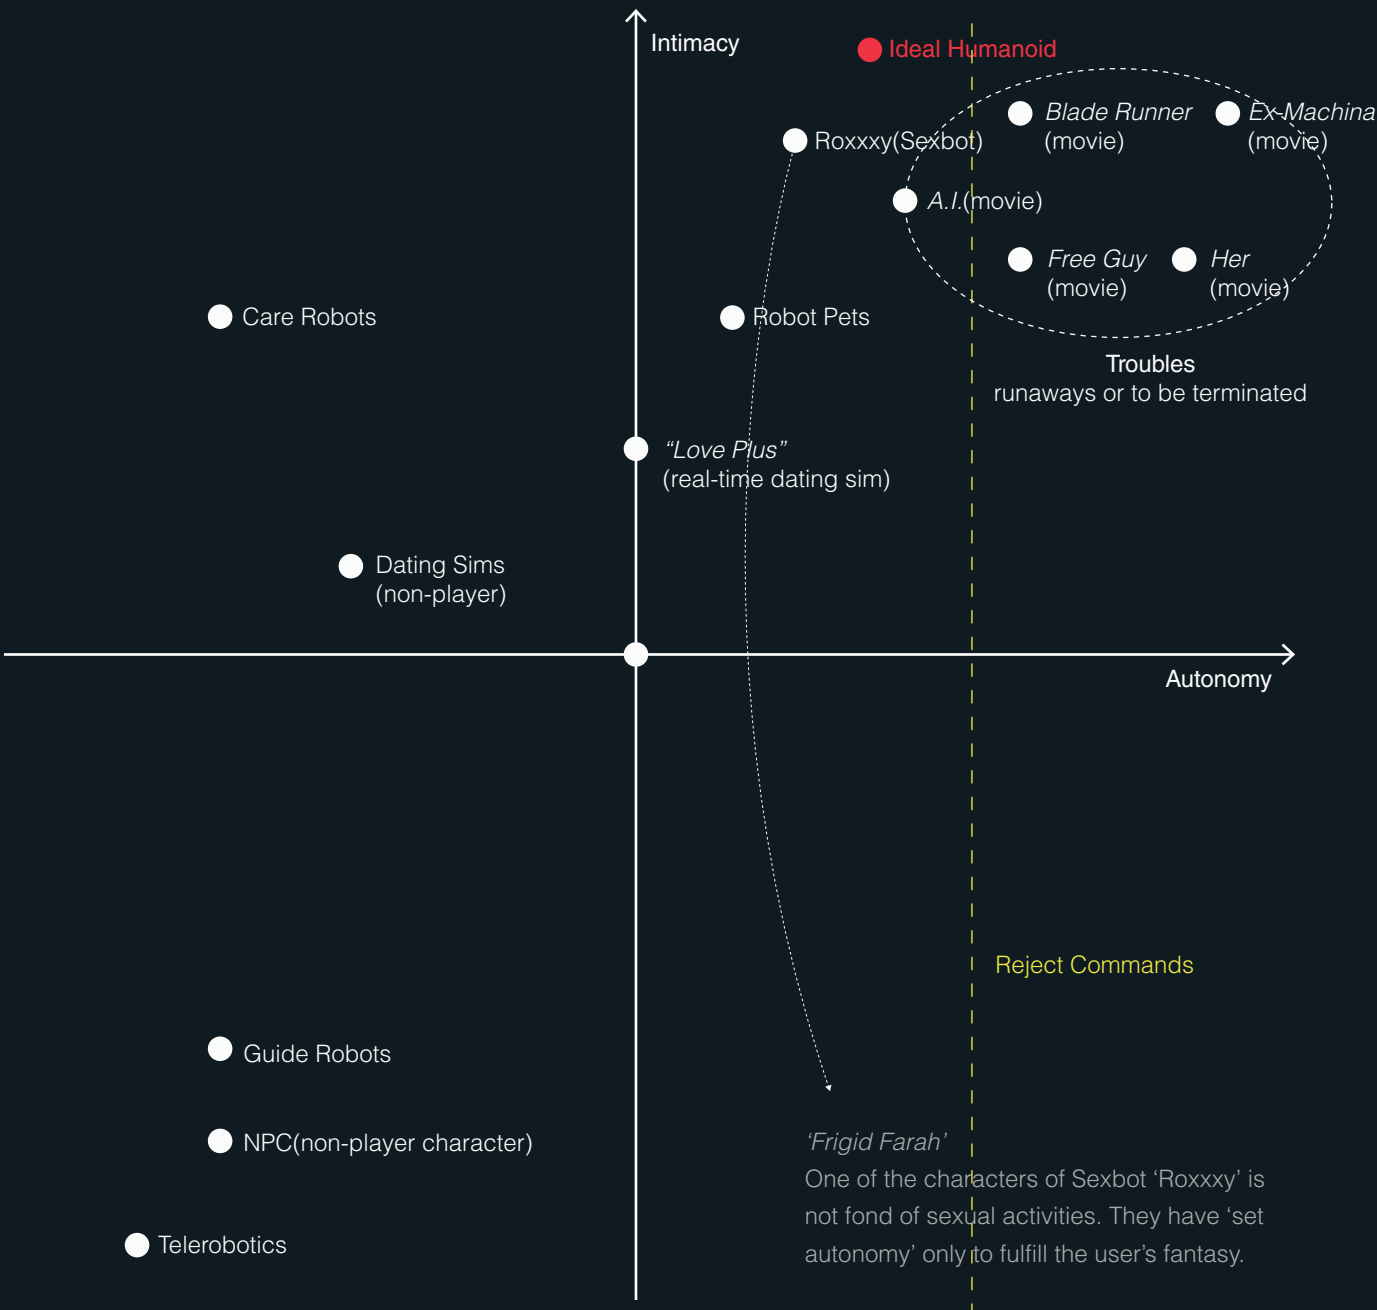 Intimacy
Ideal Humanoid
Blade Runner
(movie)
Ex-Machina
(movie)
Roxxxy(Sexbot)
A.I.(movie)
Free Guy
(movie)
Her
(movie)
Care Robots
Robot Pets
Troubles
runaways or to be terminated
“Love Plus”
(real-time dating sim)
Dating Sims
(non-player)
Autonomy
Reject Commands
Guide Robots
NPC(non-player character)
Telerobotics
‘Frigid Farah’
One of the characters of Sexbot ‘Roxxxy’ is
not fond of sexual activities. They have ‘set
autonomy’ only to fulfill the user’s fantasy.